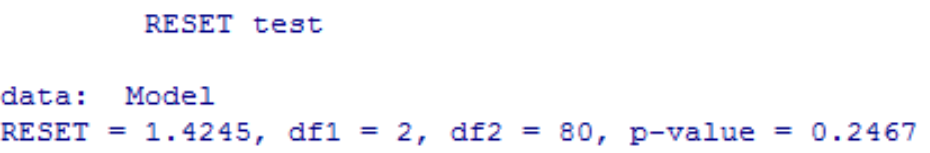 RESET test
data: Model
RESET = 1.4245, df1 = 2, df2 = 80, p-value = 0.2467